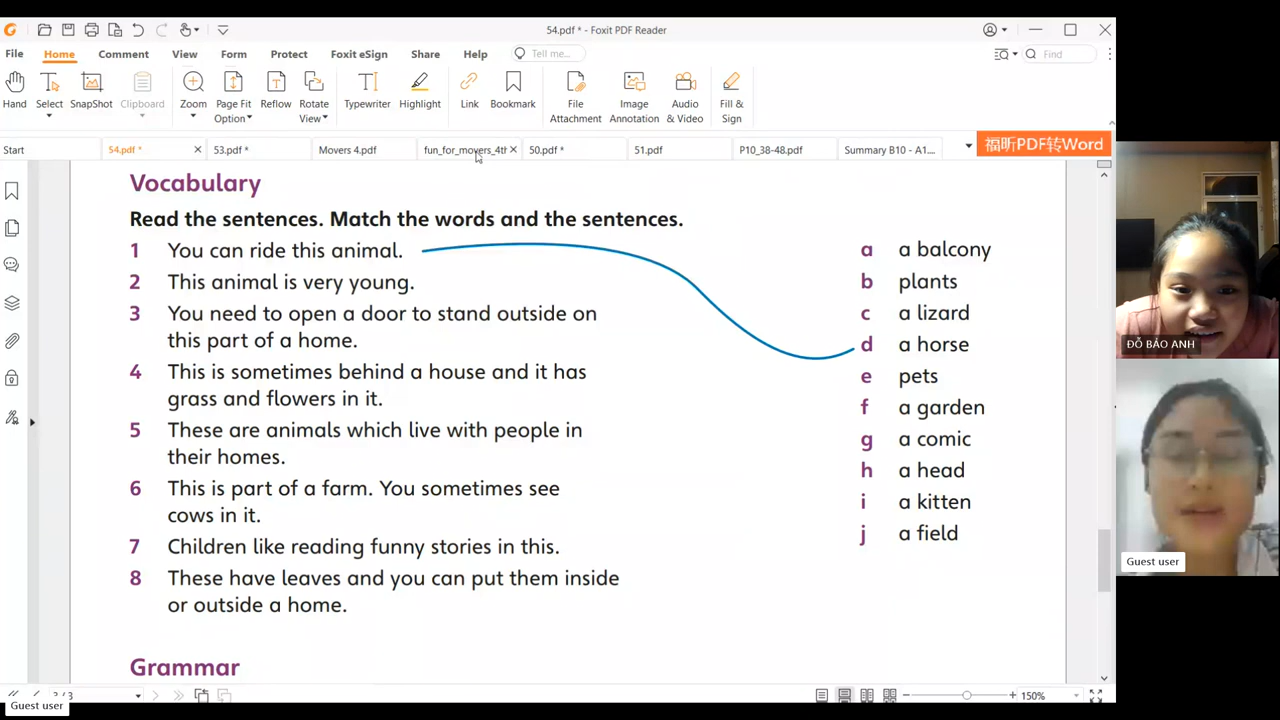 54.pdf * - Foxit PDF Reader
File Home Comment View Form Protect Foxit eSign Share Help Tell me... Find
Hand Select SnapShot Clipboard Zoom Page Fit Option Reflow Rotate View Typewriter Highlight Link Bookmark File Attachment Image Annotation Audio & Video Fill & Sign
Start 54.pdf * 53.pdf * Movers 4.pdf fun_for_movers_4th 50.pdf * 51.pdf P10_38-48.pdf Summary B10 - A1.... 福昕PDF转Word
Vocabulary
Read the sentences. Match the words and the sentences.
1 You can ride this animal.
2 This animal is very young.
3 You need to open a door to stand outside on
this part of a home.
4 This is sometimes behind a house and it has
grass and flowers in it.
5 These are animals which live with people in
their homes.
6 This is part of a farm. You sometimes see
cows in it.
7 Children like reading funny stories in this.
8 These have leaves and you can put them inside
or outside a home.
a a balcony
b plants
c a lizard
d a horse
e pets
f a garden
g a comic
h a head
i a kitten
j a field
Grammar
150%
Guest user
ĐỖ BẢO ANH
Guest user